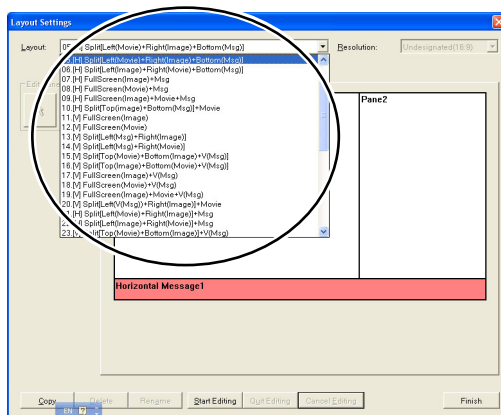 Layout Settings
Layout:
05.[H] Split[Left(Movie)+Right(Image)+Bottom(Msg)]
Resolution:
Undesignated(16:9)
05.[H] Split[Left(Movie)+Right(Image)+Bottom(Msg)]
06.[H] Split[Left(Image)+Right(Movie)+Bottom(Msg)]
07.[H] FullScreen(Image)+Msg
08.[H] FullScreen(Movie)+Msg
09.[H] FullScreen(Image)+Movie+Msg
10.[H] Split[Top(image)+Bottom(Msg)]+Movie
11.[V] FullScreen(Image)
12.[V] FullScreen(Movie)
13.[V] Split[Left(Msg)+Right(Image)]
14.[V] Split[Left(Msg)+Right(Movie)]
15.[V] Split[Top(Movie)+Bottom(Image)+V(Msg)]
16.[V] Split[Top(Image)+Bottom(Movie)+V(Msg)]
17.[V] FullScreen(Image)+V(Msg)
18.[V] FullScreen(Movie)+V(Msg)
19.[V] FullScreen(Image)+Movie+V(Msg)
20.[V] Split[Left(V(Msg))+Right(Image)]+Movie
21.[H] Split[Left(Movie)+Right(Image)]+Msg
22.[H] Split[Left(Image)+Right(Movie)]+Msg
23.[V] Split[Top(Movie)+Bottom(Image)]+V(Msg)
Pane2
Horizontal Message1
Copy
Delete
Rename
Start Editing
Quit Editing
Cancel Editing
Finish
EN